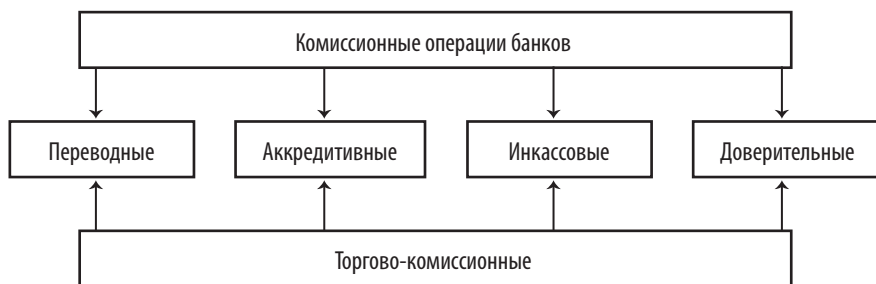 Комиссионные операции банков
Переводные
Аккредитивные
Инкассовые
Доверительные
Торгово-комиссионные